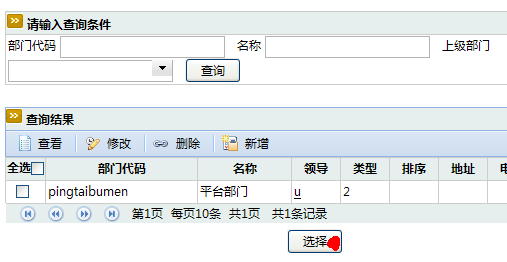 请输入查询条件
部门代码 名称 上级部门
查询
查询结果
查看 修改 删除 新增
全选 部门代码 名称 领导 类型 排序 地址
pingtaibumen 平台部门 u 2
第1页 每页10条 共1页 共1条记录
选择